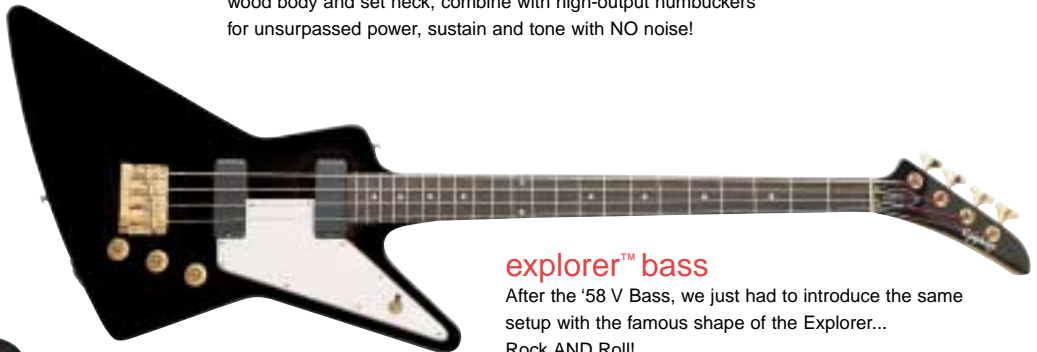 wood body and set neck, combine with high-output humbuckers
for unsurpassed power, sustain and tone with NO noise!
Epiphone
explorer™ bass
After the ‘58 V Bass, we just had to introduce the same
setup with the famous shape of the Explorer...
Rock AND Roll!